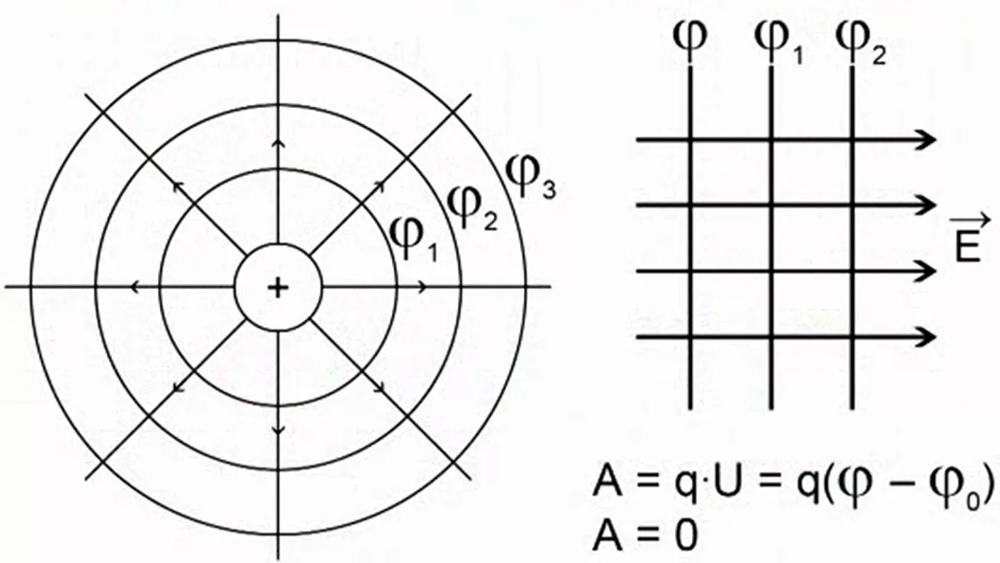 +
φ₁
φ₂
φ₃
φ φ₁ φ₂
E⃗
A = q·U = q(φ – φ₀)
A = 0